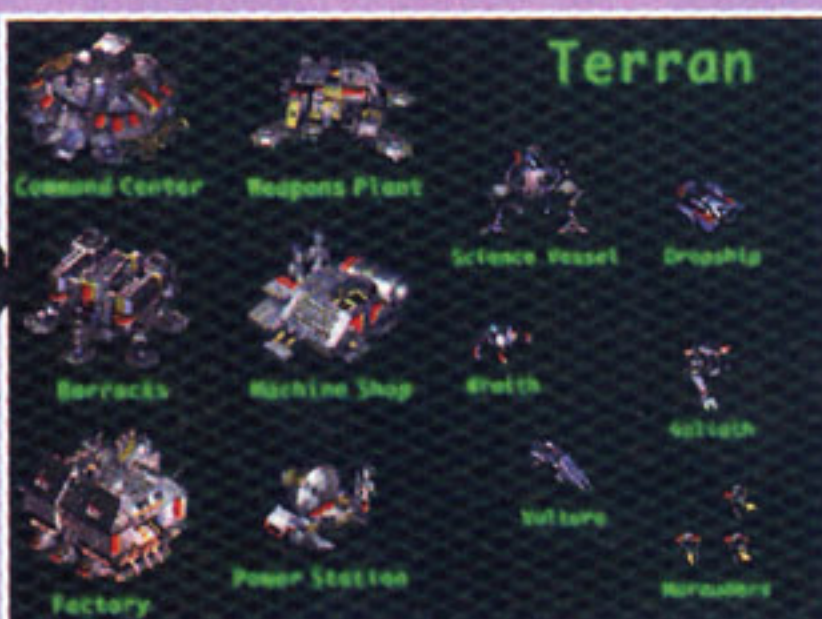 Terran
Command Center
Weapons Plant
Science Vessel
Dropship
Barracks
Machine Shop
Wraith
Goliath
Vulture
Power Station
Marauders
Factory